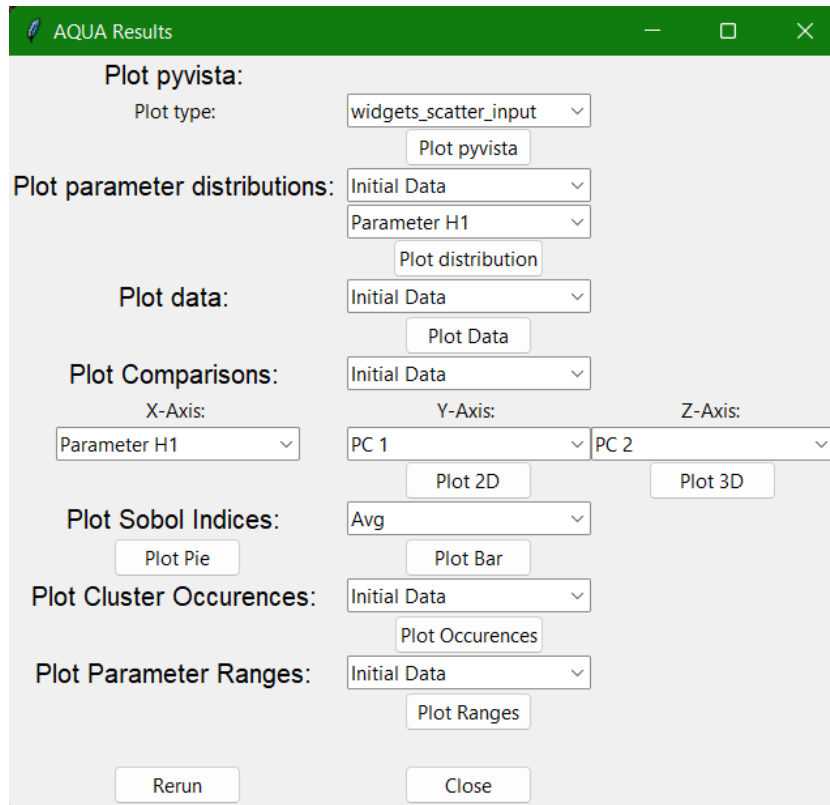 AQUA Results
Plot pyvista:
Plot type: widgets_scatter_input
Plot pyvista
Plot parameter distributions: Initial Data
Parameter H1
Plot distribution
Plot data: Initial Data
Plot Data
Plot Comparisons: Initial Data
X-Axis: Y-Axis: Z-Axis:
Parameter H1 PC 1 PC 2
Plot 2D Plot 3D
Plot Sobol Indices: Avg
Plot Pie Plot Bar
Plot Cluster Occurences: Initial Data
Plot Occurences
Plot Parameter Ranges: Initial Data
Plot Ranges
Rerun Close